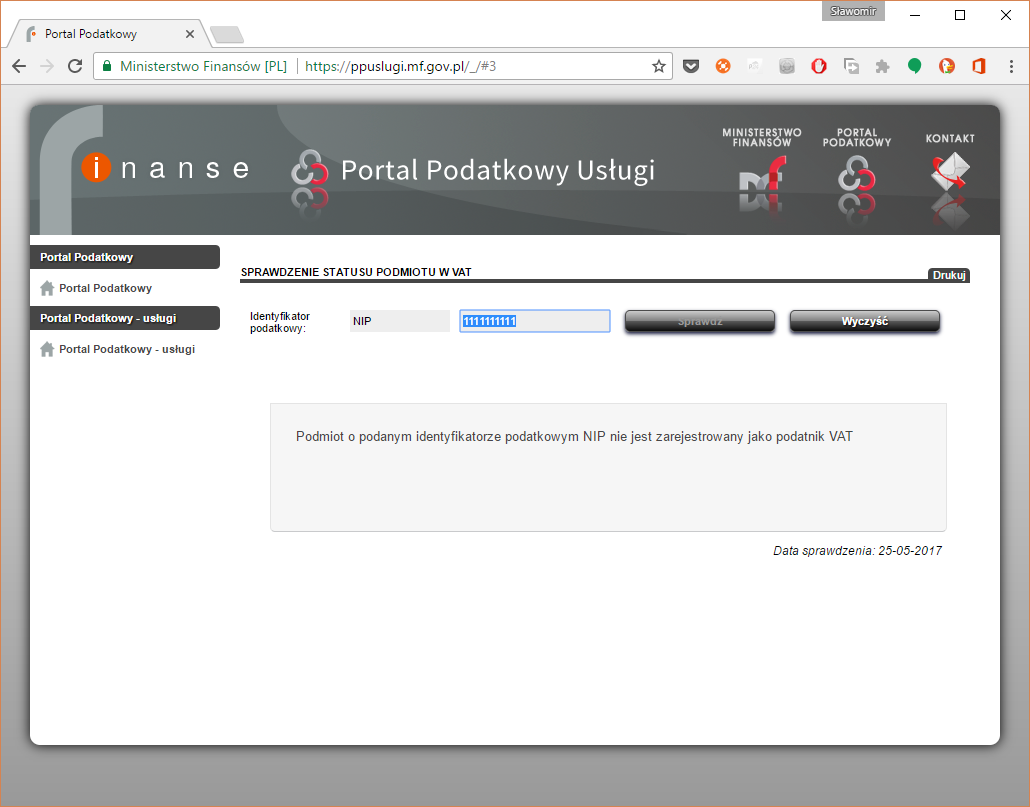 Sławomir
Portal Podatkowy
Ministerstwo Finansów [PL] https://ppuslugi.mf.gov.pl/_/#3
inanse
Portal Podatkowy Usługi
MINISTERSTWO
FINANSÓW
PORTAL
PODATKOWY
KONTAKT
Portal Podatkowy
Portal Podatkowy
Portal Podatkowy - usługi
Portal Podatkowy - usługi
SPRAWDZENIE STATUSU PODMIOTU W VAT
Drukuj
Identyfikator
podatkowy:
NIP
1111111111
Sprawdź
Wyczyść
Podmiot o podanym identyfikatorze podatkowym NIP nie jest zarejestrowany jako podatnik VAT
Data sprawdzenia: 25-05-2017